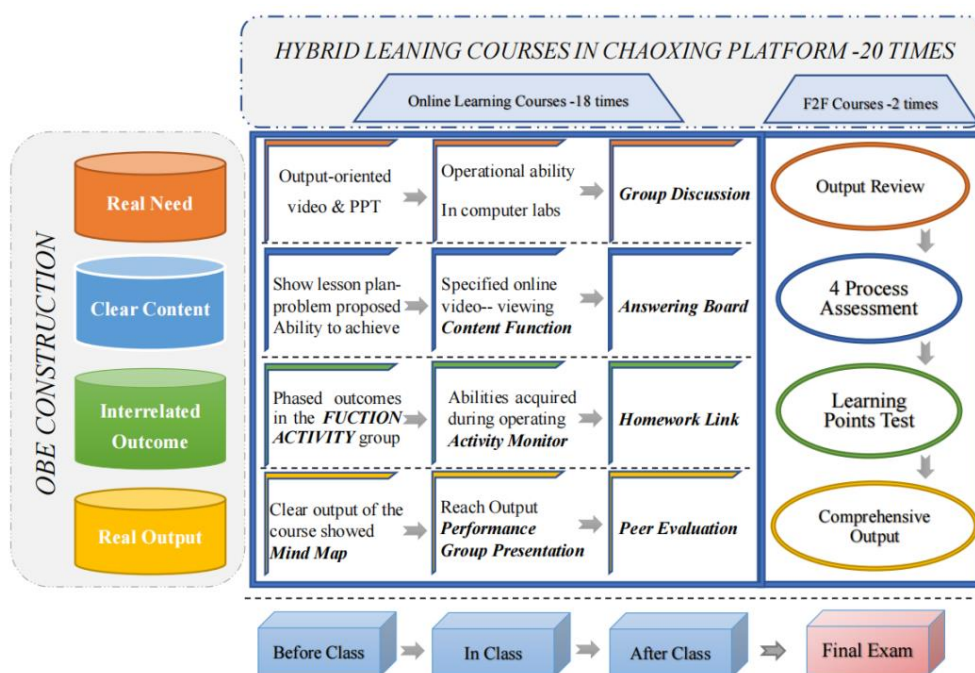 HYBRID LEANING COURSES IN CHAOXING PLATFORM -20 TIMES
Online Learning Courses -18 times
F2F Courses -2 times
OBE CONSTRUCTION
Real Need
Output-oriented
video & PPT
Operational ability
In computer labs
Group Discussion
Output Review
Clear Content
Show lesson plan-
problem proposed
Ability to achieve
Specified online
video-- viewing
Content Function
Answering Board
4 Process
Assessment
Interrelated
Outcome
Phased outcomes
in the FUCTION
ACTIVITY group
Abilities acquired
during operating
Activity Monitor
Homework Link
Learning
Points Test
Real Output
Clear output of the
course showed
Mind Map
Reach Output
Performance
Group Presentation
Peer Evaluation
Comprehensive
Output
Before Class
In Class
After Class
Final Exam